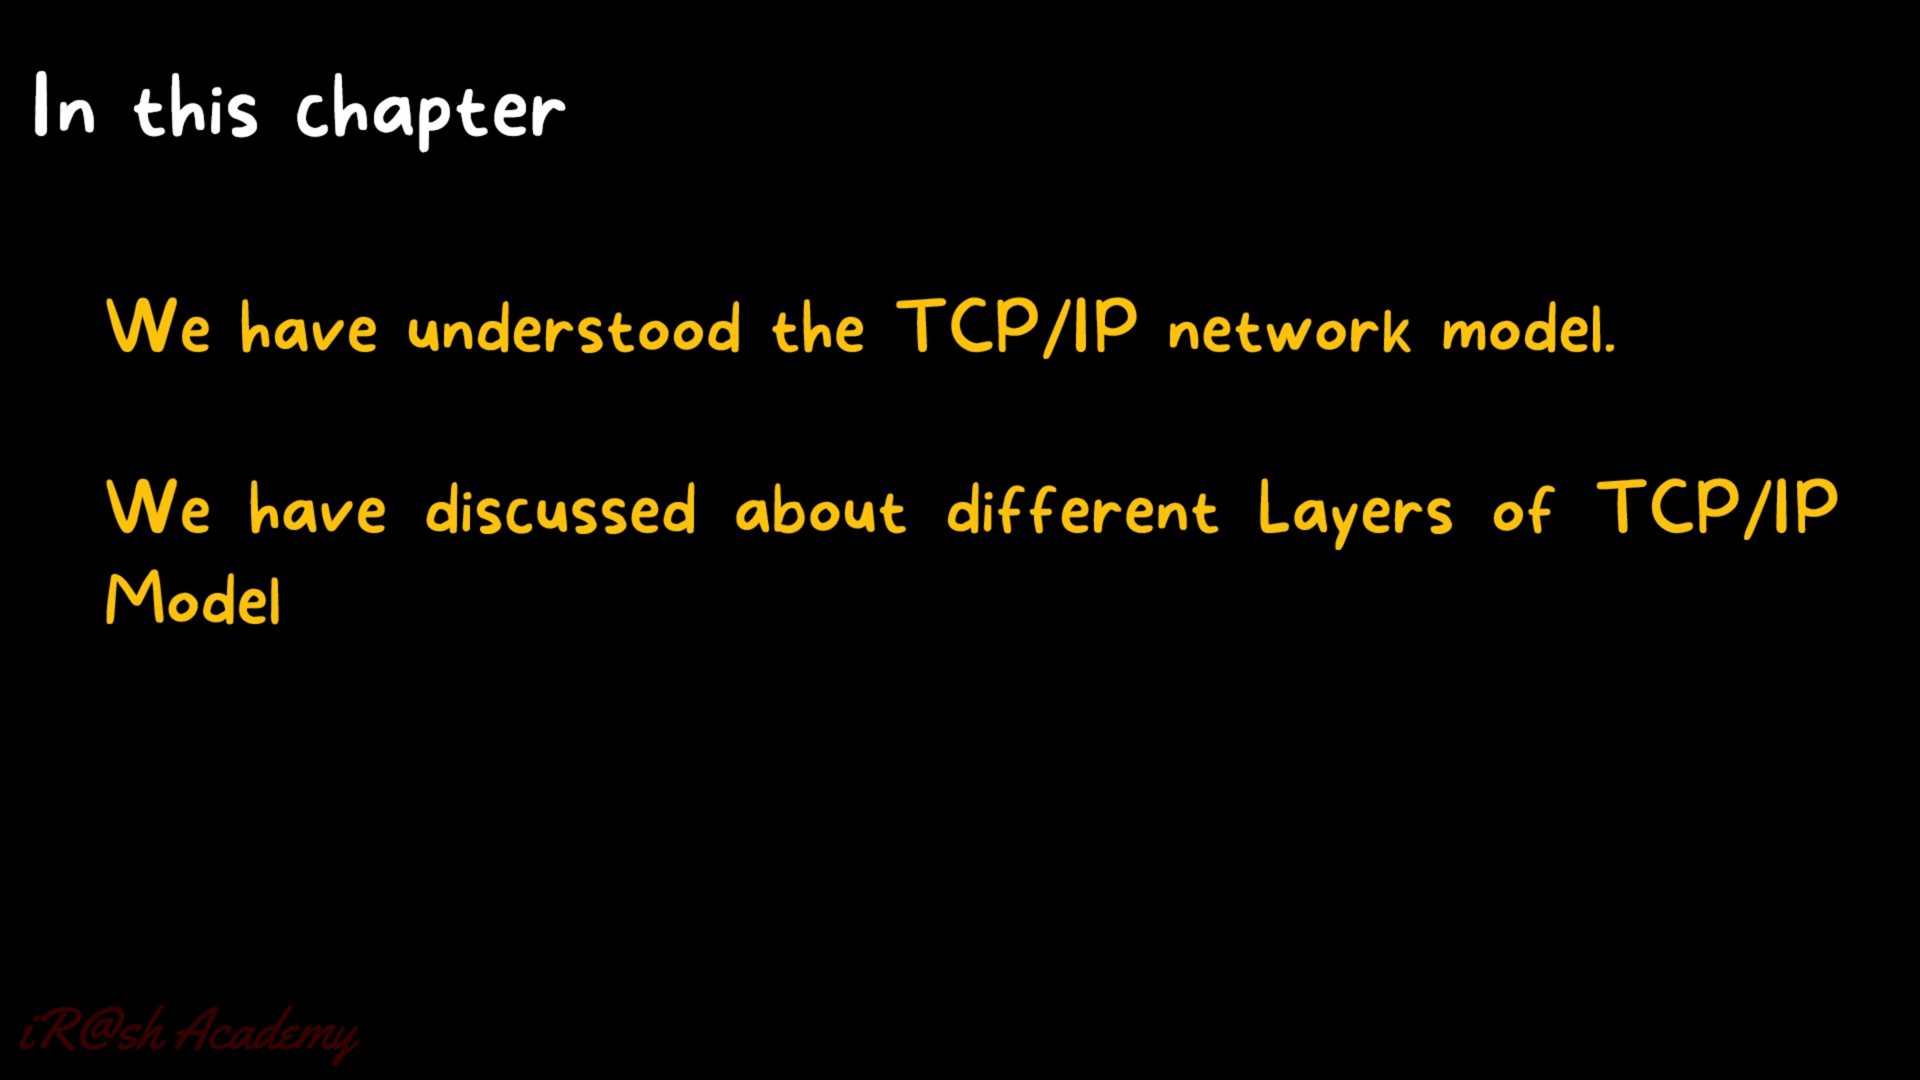 In this chapter
We have understood the TCP/IP network model.
We have discussed about different Layers of TCP/IP
Model
iR@sh Academy